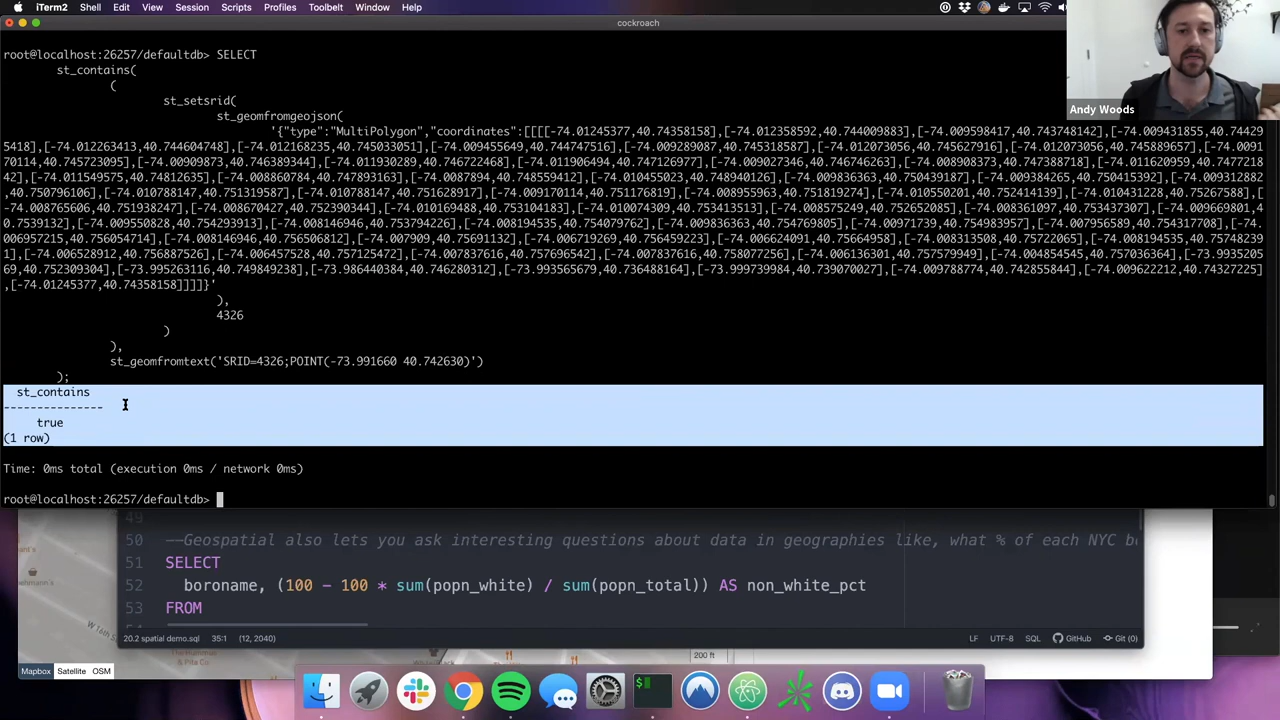 iTerm2 Shell Edit View Session Scripts Profiles Toolbelt Window Help
cockroach
root@localhost:26257/defaultdb> SELECT
st_contains(
(
st_setsrid(
st_geomfromgeojson(
'{"type":"MultiPolygon","coordinates":[[[[-74.01245377,40.74358158],[-74.012358592,40.744009883],[-74.009598417,40.743748142],[-74.009431855,40.74429
5418],[-74.012263413,40.744604748],[-74.012168235,40.745033051],[-74.009455649,40.744747516],[-74.009289087,40.745318587],[-74.012073056,40.745627916],[-74.012073056,40.745889657],[-74.0091
70114,40.745723095],[-74.00909873,40.746389344],[-74.011930289,40.746722468],[-74.011906494,40.747126977],[-74.009027346,40.746746263],[-74.008908373,40.747388718],[-74.011620959,40.747721
42],[-74.011549575,40.74812635],[-74.008860784,40.747893163],[-74.0087894,40.748559412],[-74.010455023,40.748940126],[-74.009836363,40.750439187],[-74.009384265,40.750415392],[-74.009312882
,40.750796106],[-74.010788147,40.751319587],[-74.010788147,40.751628917],[-74.009170114,40.751176819],[-74.008955963,40.751819274],[-74.010550201,40.752414139],[-74.010431228,40.75267588],[
-74.008765606,40.751938247],[-74.008670427,40.752390344],[-74.010169488,40.753104183],[-74.010074309,40.753413513],[-74.008575249,40.752652085],[-74.008361097,40.753437307],[-74.009669801,4
0.7539132],[-74.009550828,40.754293913],[-74.008146946,40.753794226],[-74.008194535,40.754079762],[-74.009836363,40.754769805],[-74.00971739,40.754983957],[-74.007956589,40.754317708],[-74.
006957215,40.756054714],[-74.008146946,40.756506812],[-74.007909,40.75691132],[-74.006719269,40.756459223],[-74.006624091,40.75664958],[-74.008313508,40.75722065],[-74.008194535,40.75748239
1],[-74.006528912,40.756887526],[-74.006457528,40.757125472],[-74.007837616,40.757696542],[-74.007837616,40.758077256],[-74.006136301,40.757579949],[-74.004854545,40.757036364],[-73.9935205
69,40.752309304],[-73.995263116,40.749849238],[-73.986440384,40.746280312],[-73.993565679,40.736488164],[-73.999739984,40.739070027],[-74.009788774,40.742855844],[-74.009622212,40.74327225]
,[-74.01245377,40.74358158]]]]}'
),
4326
)
),
st_geomfromtext('SRID=4326;POINT(-73.991660 40.742630)')
);
st_contains
---------------
true
(1 row)
Time: 0ms total (execution 0ms / network 0ms)
root@localhost:26257/defaultdb>
Andy Woods
49
50 --Geospatial also lets you ask interesting questions about data in geographies like, what % of each NYC b
51 SELECT
52 boroname, (100 - 100 * sum(popn_white) / sum(popn_total)) AS non_white_pct
53 FROM
20.2 spatial demo.sql 35:1 (12, 2040) LF UTF-8 SQL GitHub Git (0)
The Hummus
& Pita Co
200 ft
Mapbox Satellite OSM